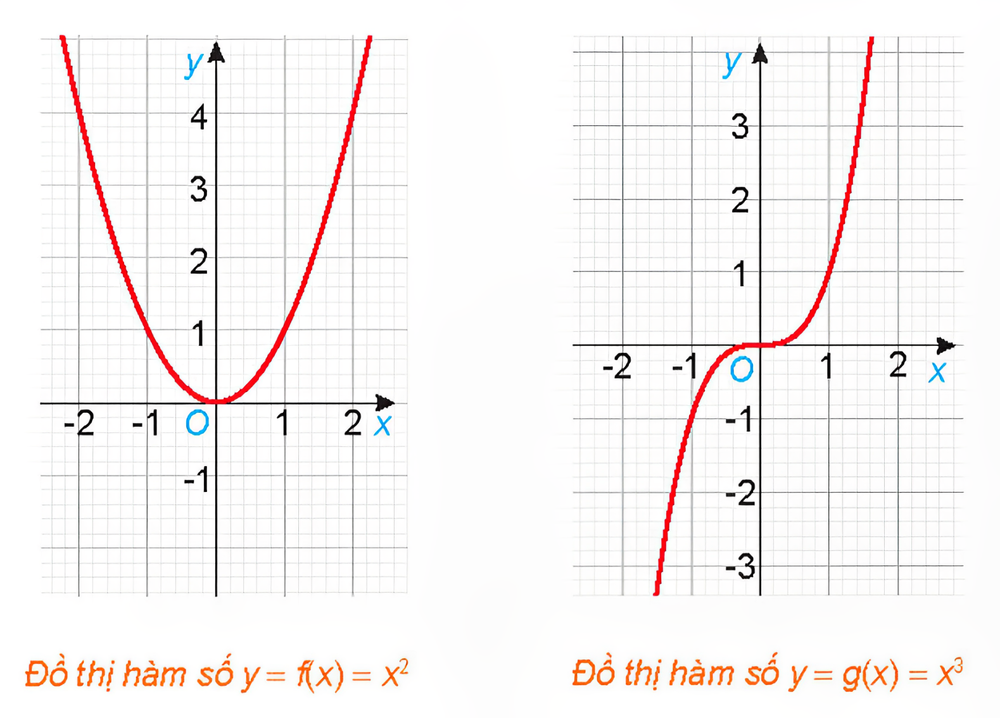 y
4
3
2
1
-2 -1 O 1 2 x
-1
Đồ thị hàm số y = f(x) = x²
y
3
2
1
-2 -1 O 1 2 x
-1
-2
-3
Đồ thị hàm số y = g(x) = x³